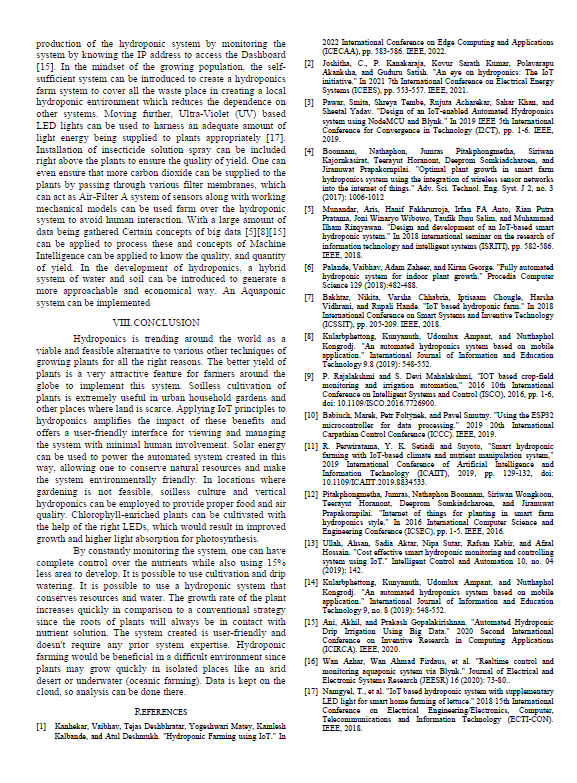 production of the hydroponic system by monitoring the
system by knowing the IP address to access the Dashboard
[15]. In the mindset of the growing population, the self-
sufficient system can be introduced to create a hydroponics
farm system to cover all the waste place in creating a local
hydroponic environment which reduces the dependence on
other systems. Moving further, Ultra-Violet (UV) based
LED lights can be used to harness an adequate amount of
light energy being supplied to plants appropriately [17].
Installation of insecticide solution spray can be included
right above the plants to ensure the quality of yield. One can
even ensure that more carbon dioxide can be supplied to the
plants by passing through various filter membranes, which
can act as Air-Filter A system of sensors along with working
mechanical models can be used farm over the hydroponic
system to avoid human interaction. With a large amount of
data being gathered Certain concepts of big data [5][8][15]
can be applied to process these and concepts of Machine
Intelligence can be applied to know the quality, and quantity
of yield. In the development of hydroponics, a hybrid
system of water and soil can be introduced to generate a
more approachable and economical way. An Aquaponic
system can be implemented
VIII. CONCLUSION
Hydroponics is trending around the world as a
viable and feasible alternative to various other techniques of
growing plants for all the right reasons. The better yield of
plants is a very attractive feature for farmers around the
globe to implement this system. Soilless cultivation of
plants is extremely useful in urban household gardens and
other places where land is scarce. Applying IoT principles to
hydroponics amplifies the impact of these benefits and
offers a user-friendly interface for viewing and managing
the system with minimal human involvement. Solar energy
can be used to power the automated system created in this
way, allowing one to conserve natural resources and make
the system environmentally friendly. In locations where
gardening is not feasible, soilless culture and vertical
hydroponics can be employed to provide proper food and air
quality. Chlorophyll-enriched plants can be cultivated with
the help of the right LEDs, which would result in improved
growth and higher light absorption for photosynthesis.
By constantly monitoring the system, one can have
complete control over the nutrients while also using 15%
less area to develop. It is possible to use cultivation and drip
watering. It is possible to use a hydroponic system that
conserves resources and water. The growth rate of the plant
increases quickly in comparison to a conventional strategy
since the roots of plants will always be in contact with
nutrient solution. The system created is user-friendly and
doesn't require any prior system expertise. Hydroponic
farming would be beneficial in a difficult environment since
plants may grow quickly in isolated places like an arid
desert or underwater (oceanic farming). Data is kept on the
cloud, so analysis can be done there.
REFERENCES
[1] Kanhekar, Vaibhav, Tejas Deshbhratar, Yogeshwari Matey, Kamlesh
Kalbande, and Atul Deshmukh. "Hydroponic Farming using IoT." In
2022 International Conference on Edge Computing and Applications
(ICECAA), pp. 583-586. IEEE, 2022.
[2] Joshitha, C., P. Kanakaraja, Kovur Sarath Kumar, Polavarapu
Akanksha, and Guduru Satish. "An eye on hydroponics: The IoT
initiative." In 2021 7th International Conference on Electrical Energy
Systems (ICEES), pp. 553-557. IEEE, 2021.
[3] Pawar, Smita, Shreya Tembe, Rujuta Acharekar, Sahar Khan, and
Sheetal Yadav. "Design of an IoT-enabled Automated Hydroponics
system using NodeMCU and Blynk." In 2019 IEEE 5th International
Conference for Convergence in Technology (I2CT), pp. 1-6. IEEE,
2019.
[4] Boonnam, Nathaphon, Jumras Pitakphongmetha, Siriwan
Kajornkasirat, Teerayut Horanont, Deeprom Somkiadcharoen, and
Jiranuwat Prapakornpilai. "Optimal plant growth in smart farm
hydroponics system using the integration of wireless sensor networks
into the internet of things." Adv. Sci. Technol. Eng. Syst. J 2, no. 3
(2017): 1006-1012
[5] Munandar, Aris, Hanif Fakhrurroja, Irfan FA Anto, Rian Putra
Pratama, Joni Winaryo Wibowo, Taufik Ibnu Salim, and Muhammad
Ilham Rizqyawan. "Design and development of an IoT-based smart
hydroponic system." In 2018 international seminar on the research of
information technology and intelligent systems (ISRITI), pp. 582-586.
IEEE, 2018.
[6] Palande, Vaibhav, Adam Zaheer, and Kiran George. "Fully automated
hydroponic system for indoor plant growth." Procedia Computer
Science 129 (2018):482-488.
[7] Bakhtar, Nikita, Varsha Chhabria, Iptisaam Chougle, Harsha
Vidhrani, and Rupali Hande. "IoT based hydroponic farm." In 2018
International Conference on Smart Systems and Inventive Technology
(ICSSIT), pp. 205-209. IEEE, 2018.
[8] Kularbphettong, Kunyanuth, Udomlux Ampant, and Nutthaphol
Kongrodj. "An automated hydroponics system based on mobile
application." International Journal of Information and Education
Technology 9.8 (2019): 548-552.
[9] P. Rajalakshmi and S. Devi Mahalakshmi, "IOT based crop-field
monitoring and irrigation automation," 2016 10th International
Conference on Intelligent Systems and Control (ISCO), 2016, pp. 1-6,
doi: 10.1109/ISCO.2016.7726900.
[10] Babiuch, Marek, Petr Foltynek, and Pavel Smutny. "Using the ESP32
microcontroller for data processing." 2019 20th International
Carpathian Control Conference (ICCC). IEEE, 2019.
[11] R. Perwiratama, Y. K. Setiadi and Suyoto, "Smart hydroponic
farming with IoT-based climate and nutrient manipulation system,"
2019 International Conference of Artificial Intelligence and
Information Technology (ICAIIT), 2019, pp. 129-132, doi:
10.1109/ICAIIT.2019.8834533.
[12] Pitakphongmetha, Jumras, Nathaphon Boonnam, Siriwan Wongkoon,
Teerayut Horanont, Deeprom Somkiadcharoen, and Jiranuwat
Prapakornpilai. "Internet of things for planting in smart farm
hydroponics style." In 2016 International Computer Science and
Engineering Conference (ICSEC), pp. 1-5. IEEE, 2016.
[13] Ullah, Ahsan, Sadia Aktar, Nipa Sutar, Rafsan Kabir, and Afzal
Hossain. "Cost effective smart hydroponic monitoring and controlling
system using IoT." Intelligent Control and Automation 10, no. 04
(2019): 142.
[14] Kularbphettong, Kunyanuth, Udomlux Ampant, and Nutthaphol
Kongrodj. "An automated hydroponics system based on mobile
application." International Journal of Information and Education
Technology 9, no. 8 (2019): 548-552.
[15] Ani, Akhil, and Prakash Gopalakirishnan. "Automated Hydroponic
Drip Irrigation Using Big Data." 2020 Second International
Conference on Inventive Research in Computing Applications
(ICIRCA). IEEE, 2020.
[16] Wan Azhar, Wan Ahmad Firdaus, et al. "Realtime control and
monitoring aquaponic system via Blynk." Journal of Electrical and
Electronic Systems Research (JEESR) 16 (2020): 73-80..
[17] Namgyel, T., et al. "IoT based hydroponic system with supplementary
LED light for smart home farming of lettuce." 2018 15th International
Conference on Electrical Engineering/Electronics, Computer,
Telecommunications and Information Technology (ECTI-CON).
IEEE, 2018.